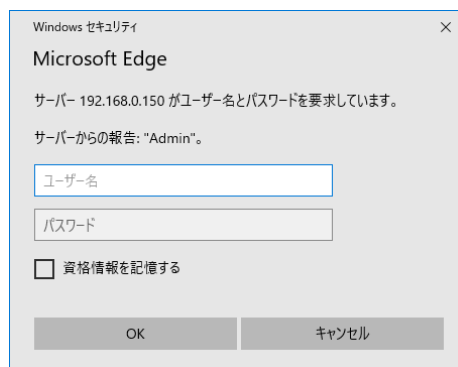 Windows セキュリティ
Microsoft Edge
サーバー 192.168.0.150 がユーザー名とパスワードを要求しています。
サーバーからの報告: "Admin"。
ユーザー名
パスワード
資格情報を記憶する
OK
キャンセル